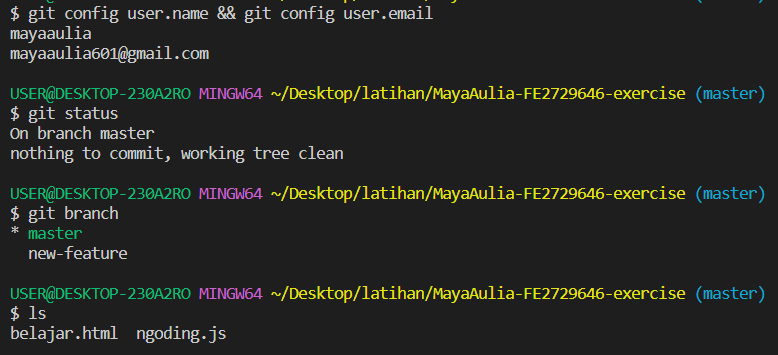 $ git config user.name && git config user.email
mayaaulia
mayaaulia601@gmail.com
USER@DESKTOP-230A2RO MINGW64 ~/Desktop/latihan/MayaAulia-FE2729646-exercise (master)
$ git status
On branch master
nothing to commit, working tree clean
USER@DESKTOP-230A2RO MINGW64 ~/Desktop/latihan/MayaAulia-FE2729646-exercise (master)
$ git branch
* master
  new-feature
USER@DESKTOP-230A2RO MINGW64 ~/Desktop/latihan/MayaAulia-FE2729646-exercise (master)
$ ls
belajar.html  ngoding.js